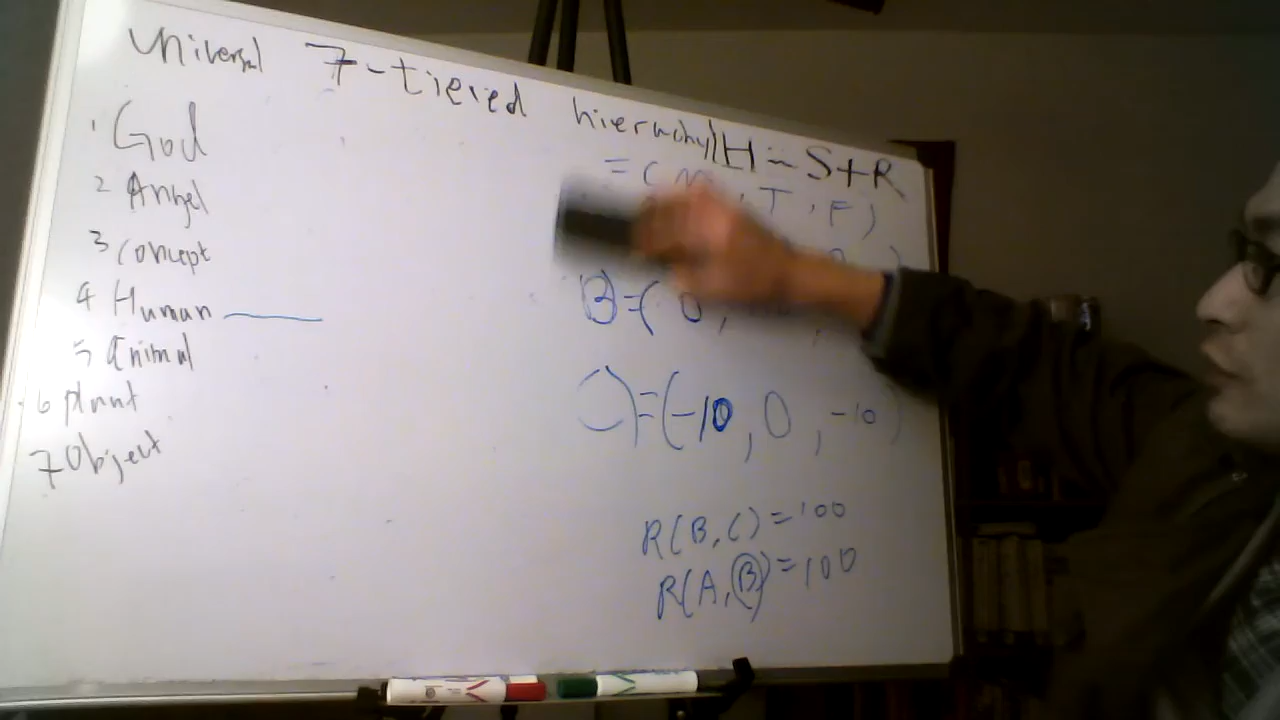 Universal 7-tiered hierarchy
H = S+R
1 God
= (M , T , F)
2 Angel
3 Concept
B=( 0 ,
4 Human
5 Animal
C)=(-10, 0, -10)
6 plant
7 Object
R(B,C)=100
R(A,B)=100